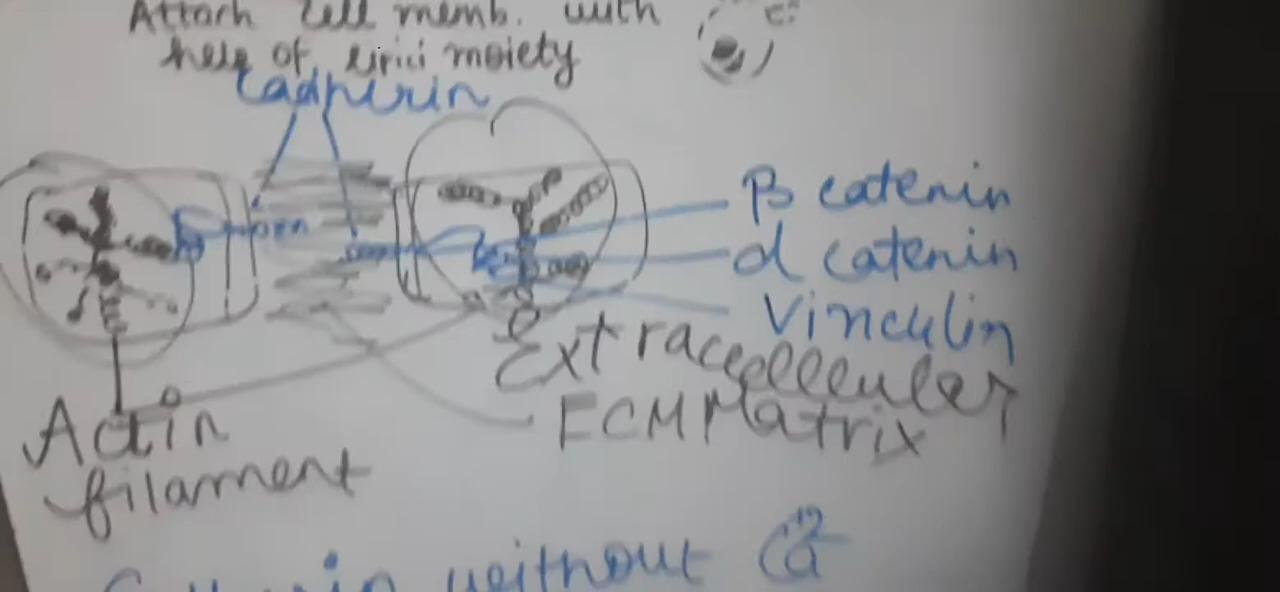 Attach Cell memb. with
help of lipid moiety
Cadherin
β catenin
α catenin
Vinculin
Extracellular
ECM Matrix
Actin
filament
without Ca+2